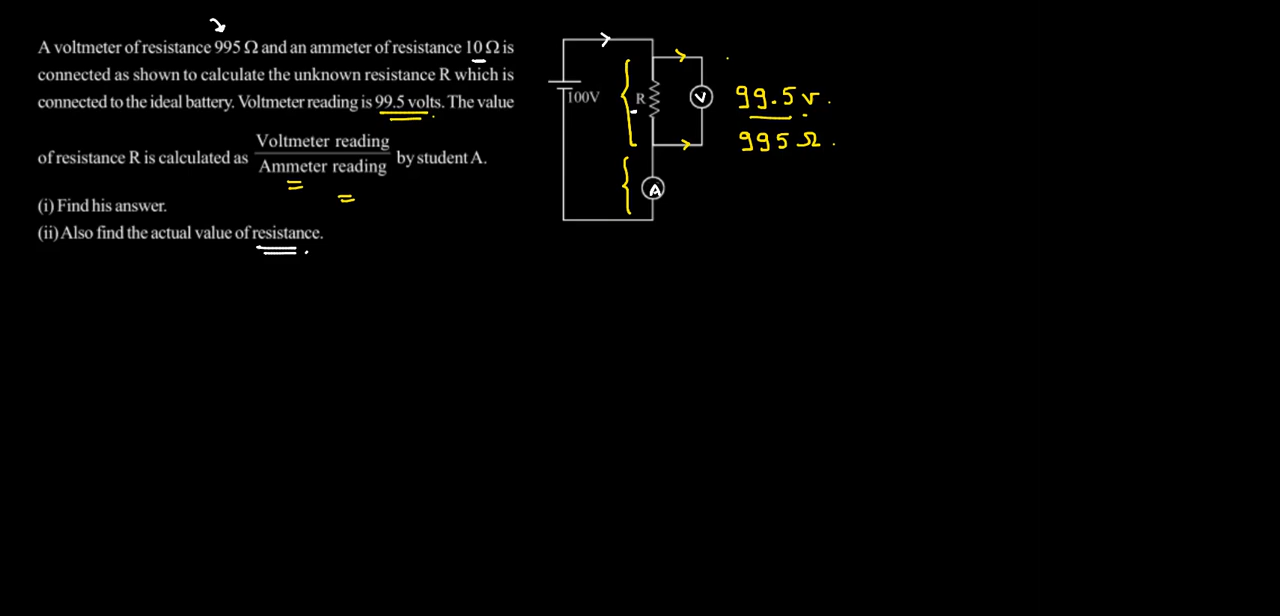 A voltmeter of resistance 995 Ω and an ammeter of resistance 10 Ω is
connected as shown to calculate the unknown resistance R which is
connected to the ideal battery. Voltmeter reading is 99.5 volts. The value
of resistance R is calculated as Voltmeter reading / Ammeter reading by student A.
(i) Find his answer.
(ii) Also find the actual value of resistance.
100V
R
V
A
99.5 v.
995 Ω.